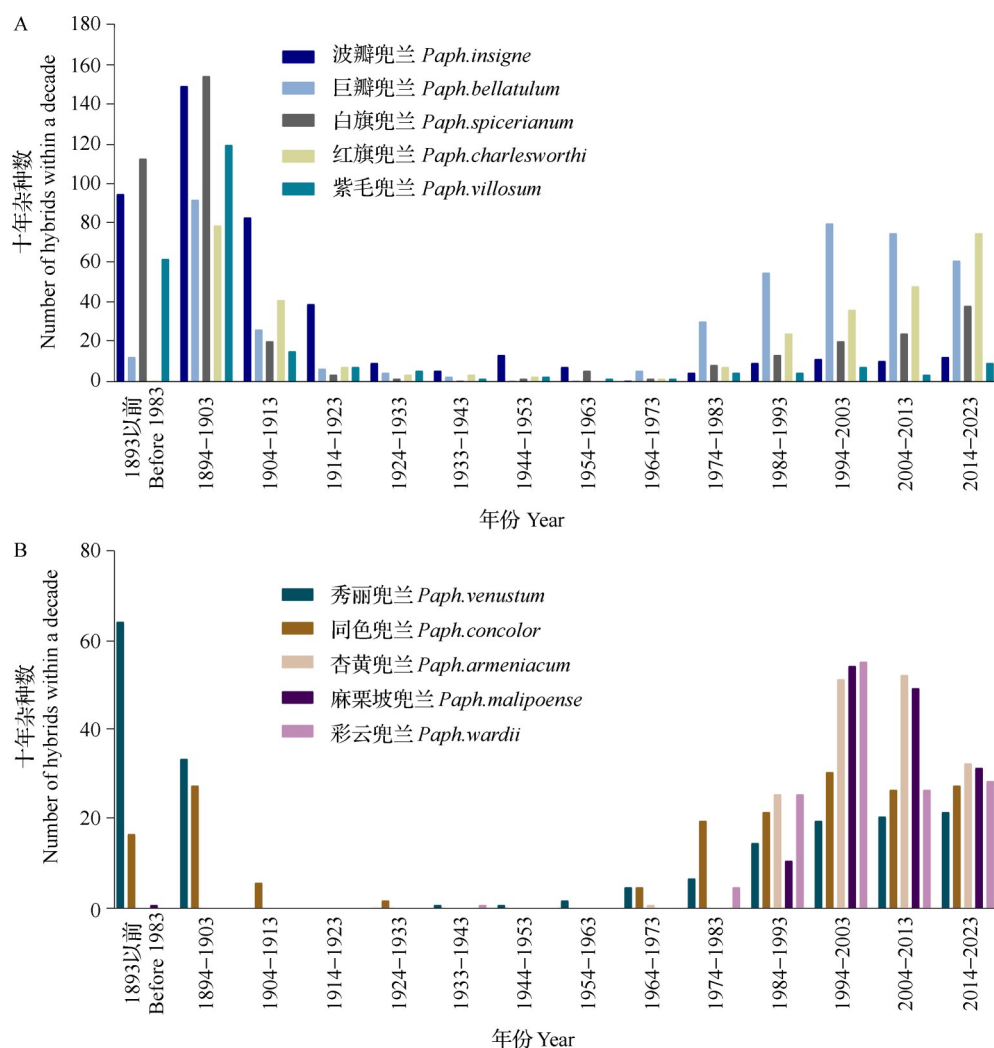 A
180
160
140
120
100
80
60
40
20
0
十年杂种数
Number of hybrids within a decade
波瓣兜兰 Paph.insigne
巨瓣兜兰 Paph.bellatulum
白旗兜兰 Paph.spicerianum
红旗兜兰 Paph.charlesworthi
紫毛兜兰 Paph.villosum
1893以前
Before 1983
1894−1903
1904−1913
1914−1923
1924−1933
1933−1943
1944−1953
1954−1963
1964−1973
1974−1983
1984−1993
1994−2003
2004−2013
2014−2023
年份 Year
B
80
60
40
20
0
十年杂种数
Number of hybrids within a decade
秀丽兜兰 Paph.venustum
同色兜兰 Paph.concolor
杏黄兜兰 Paph.armeniacum
麻栗坡兜兰 Paph.malipoense
彩云兜兰 Paph.wardii
1893以前
Before 1983
1894−1903
1904−1913
1914−1923
1924−1933
1933−1943
1944−1953
1954−1963
1964−1973
1974−1983
1984−1993
1994−2003
2004−2013
2014−2023
年份 Year